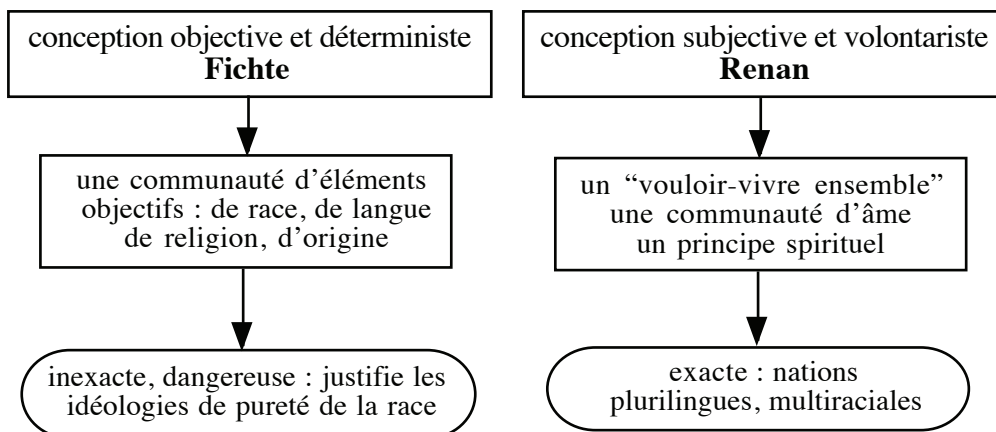 conception objective et déterministe
Fichte
une communauté d'éléments
objectifs : de race, de langue
de religion, d'origine
inexacte, dangereuse : justifie les
idéologies de pureté de la race
conception subjective et volontariste
Renan
un “vouloir-vivre ensemble”
une communauté d'âme
un principe spirituel
exacte : nations
plurilingues, multiraciales